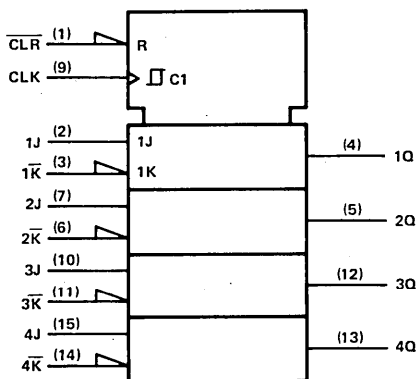 C̅L̅R̅ (1) R
CLK (9) C1
1J (2) 1J
1K̅ (3) 1K
(4) 1Q
2J (7)
(5) 2Q
2K̅ (6)
3J (10)
(12) 3Q
3K̅ (11)
4J (15)
(13) 4Q
4K̅ (14)